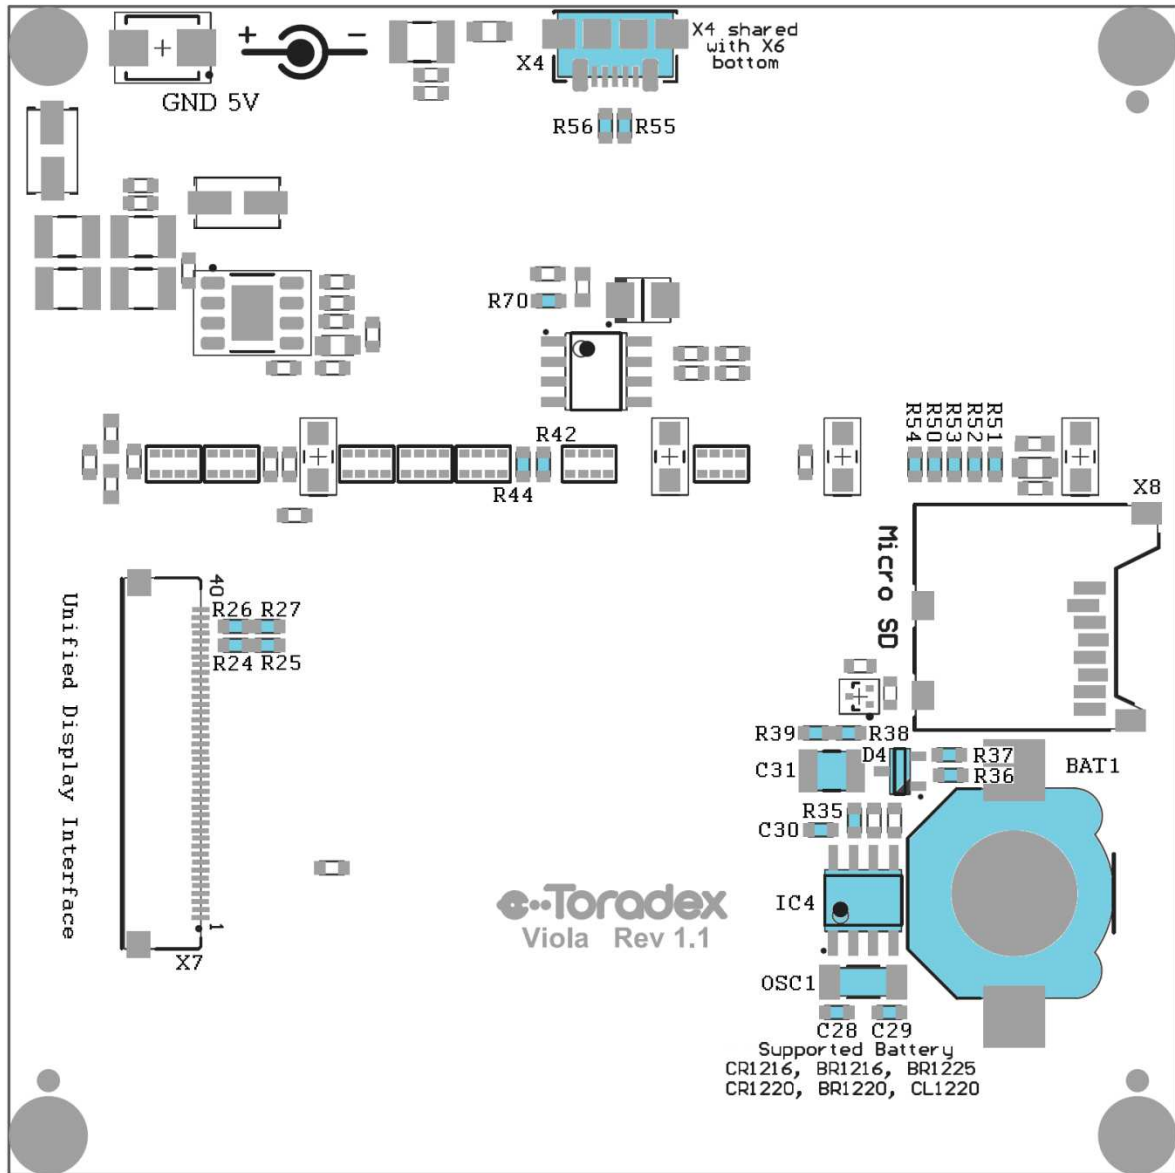 + −
GND 5V
X4
X4 shared
with X6
bottom
R56 R55
R70
R42
R44
R54
R50
R53
R52
R51
X8
Micro SD
40
R26 R27
R24 R25
Unified Display Interface
1
X7
R39 R38
D4
R37
R36
C31
BAT1
R35
C30
IC4
Toradex
Viola Rev 1.1
OSC1
C28 C29
Supported Battery
CR1216, BR1216, BR1225
CR1220, BR1220, CL1220